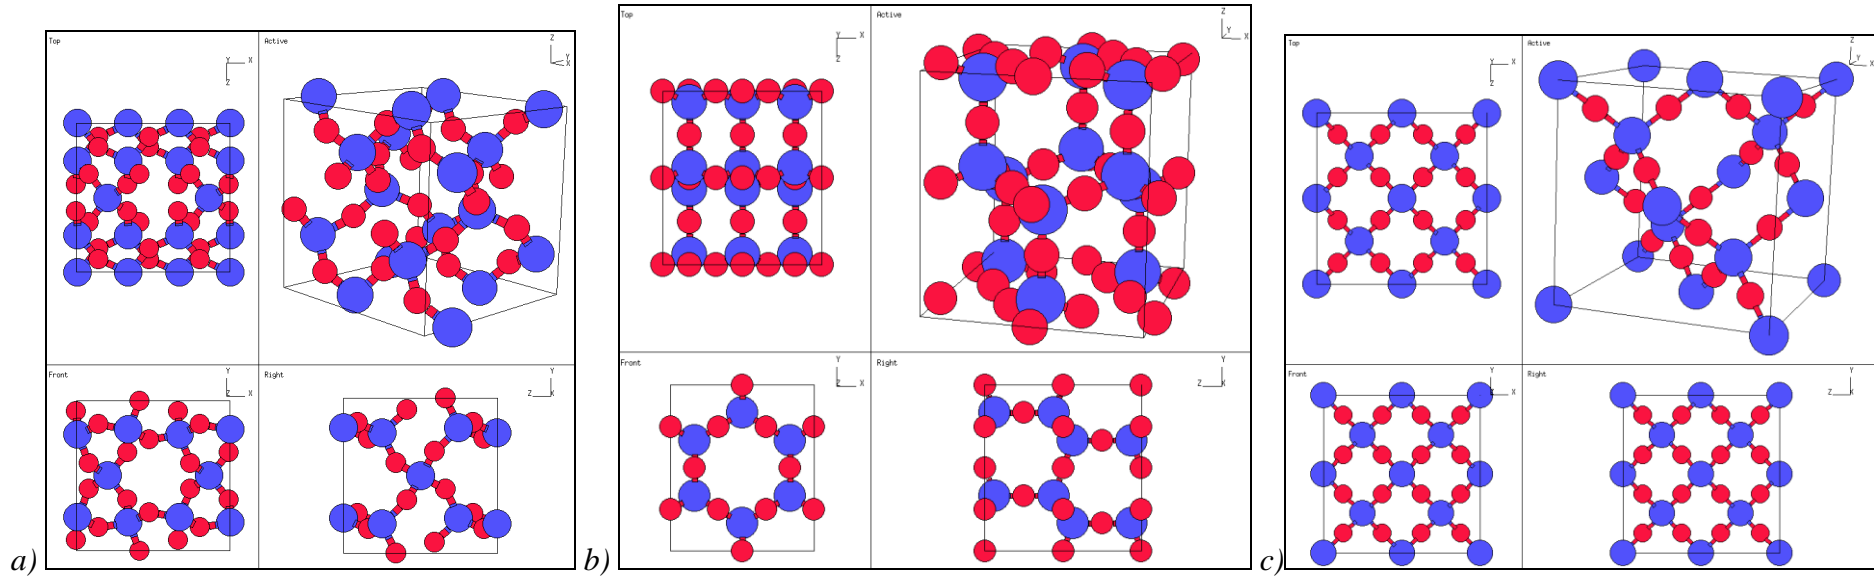 Top
Y X
Z
Active
Z
Y
X
Front
Y
Z X
Right
Y
Z X
a)
Top
Y X
Z
Active
Z
Y X
Front
Y
Z X
Right
Y
Z X
b)
Top
Y X
Z
Active
Z
Y X
Front
Y
Z X
Right
Y
Z X
c)